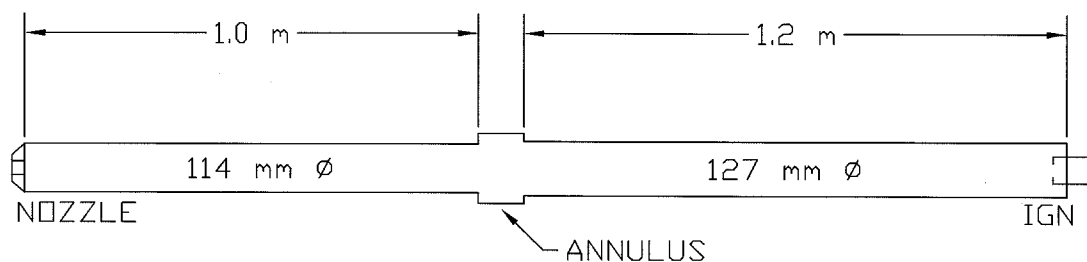 1.0 m
1.2 m
114 mm Ø
127 mm Ø
NOZZLE
IGN
ANNULUS